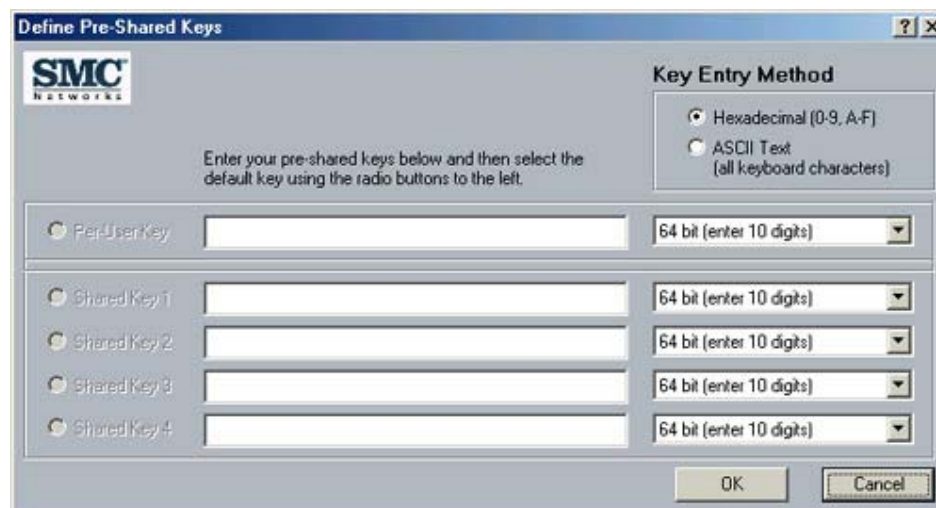 Define Pre-Shared Keys
SMC
Networks
Key Entry Method
Hexadecimal (0-9, A-F)
ASCII Text
(all keyboard characters)
Enter your pre-shared keys below and then select the
default key using the radio buttons to the left.
Per-User Key 64 bit (enter 10 digits)
Shared Key 1 64 bit (enter 10 digits)
Shared Key 2 64 bit (enter 10 digits)
Shared Key 3 64 bit (enter 10 digits)
Shared Key 4 64 bit (enter 10 digits)
OK Cancel